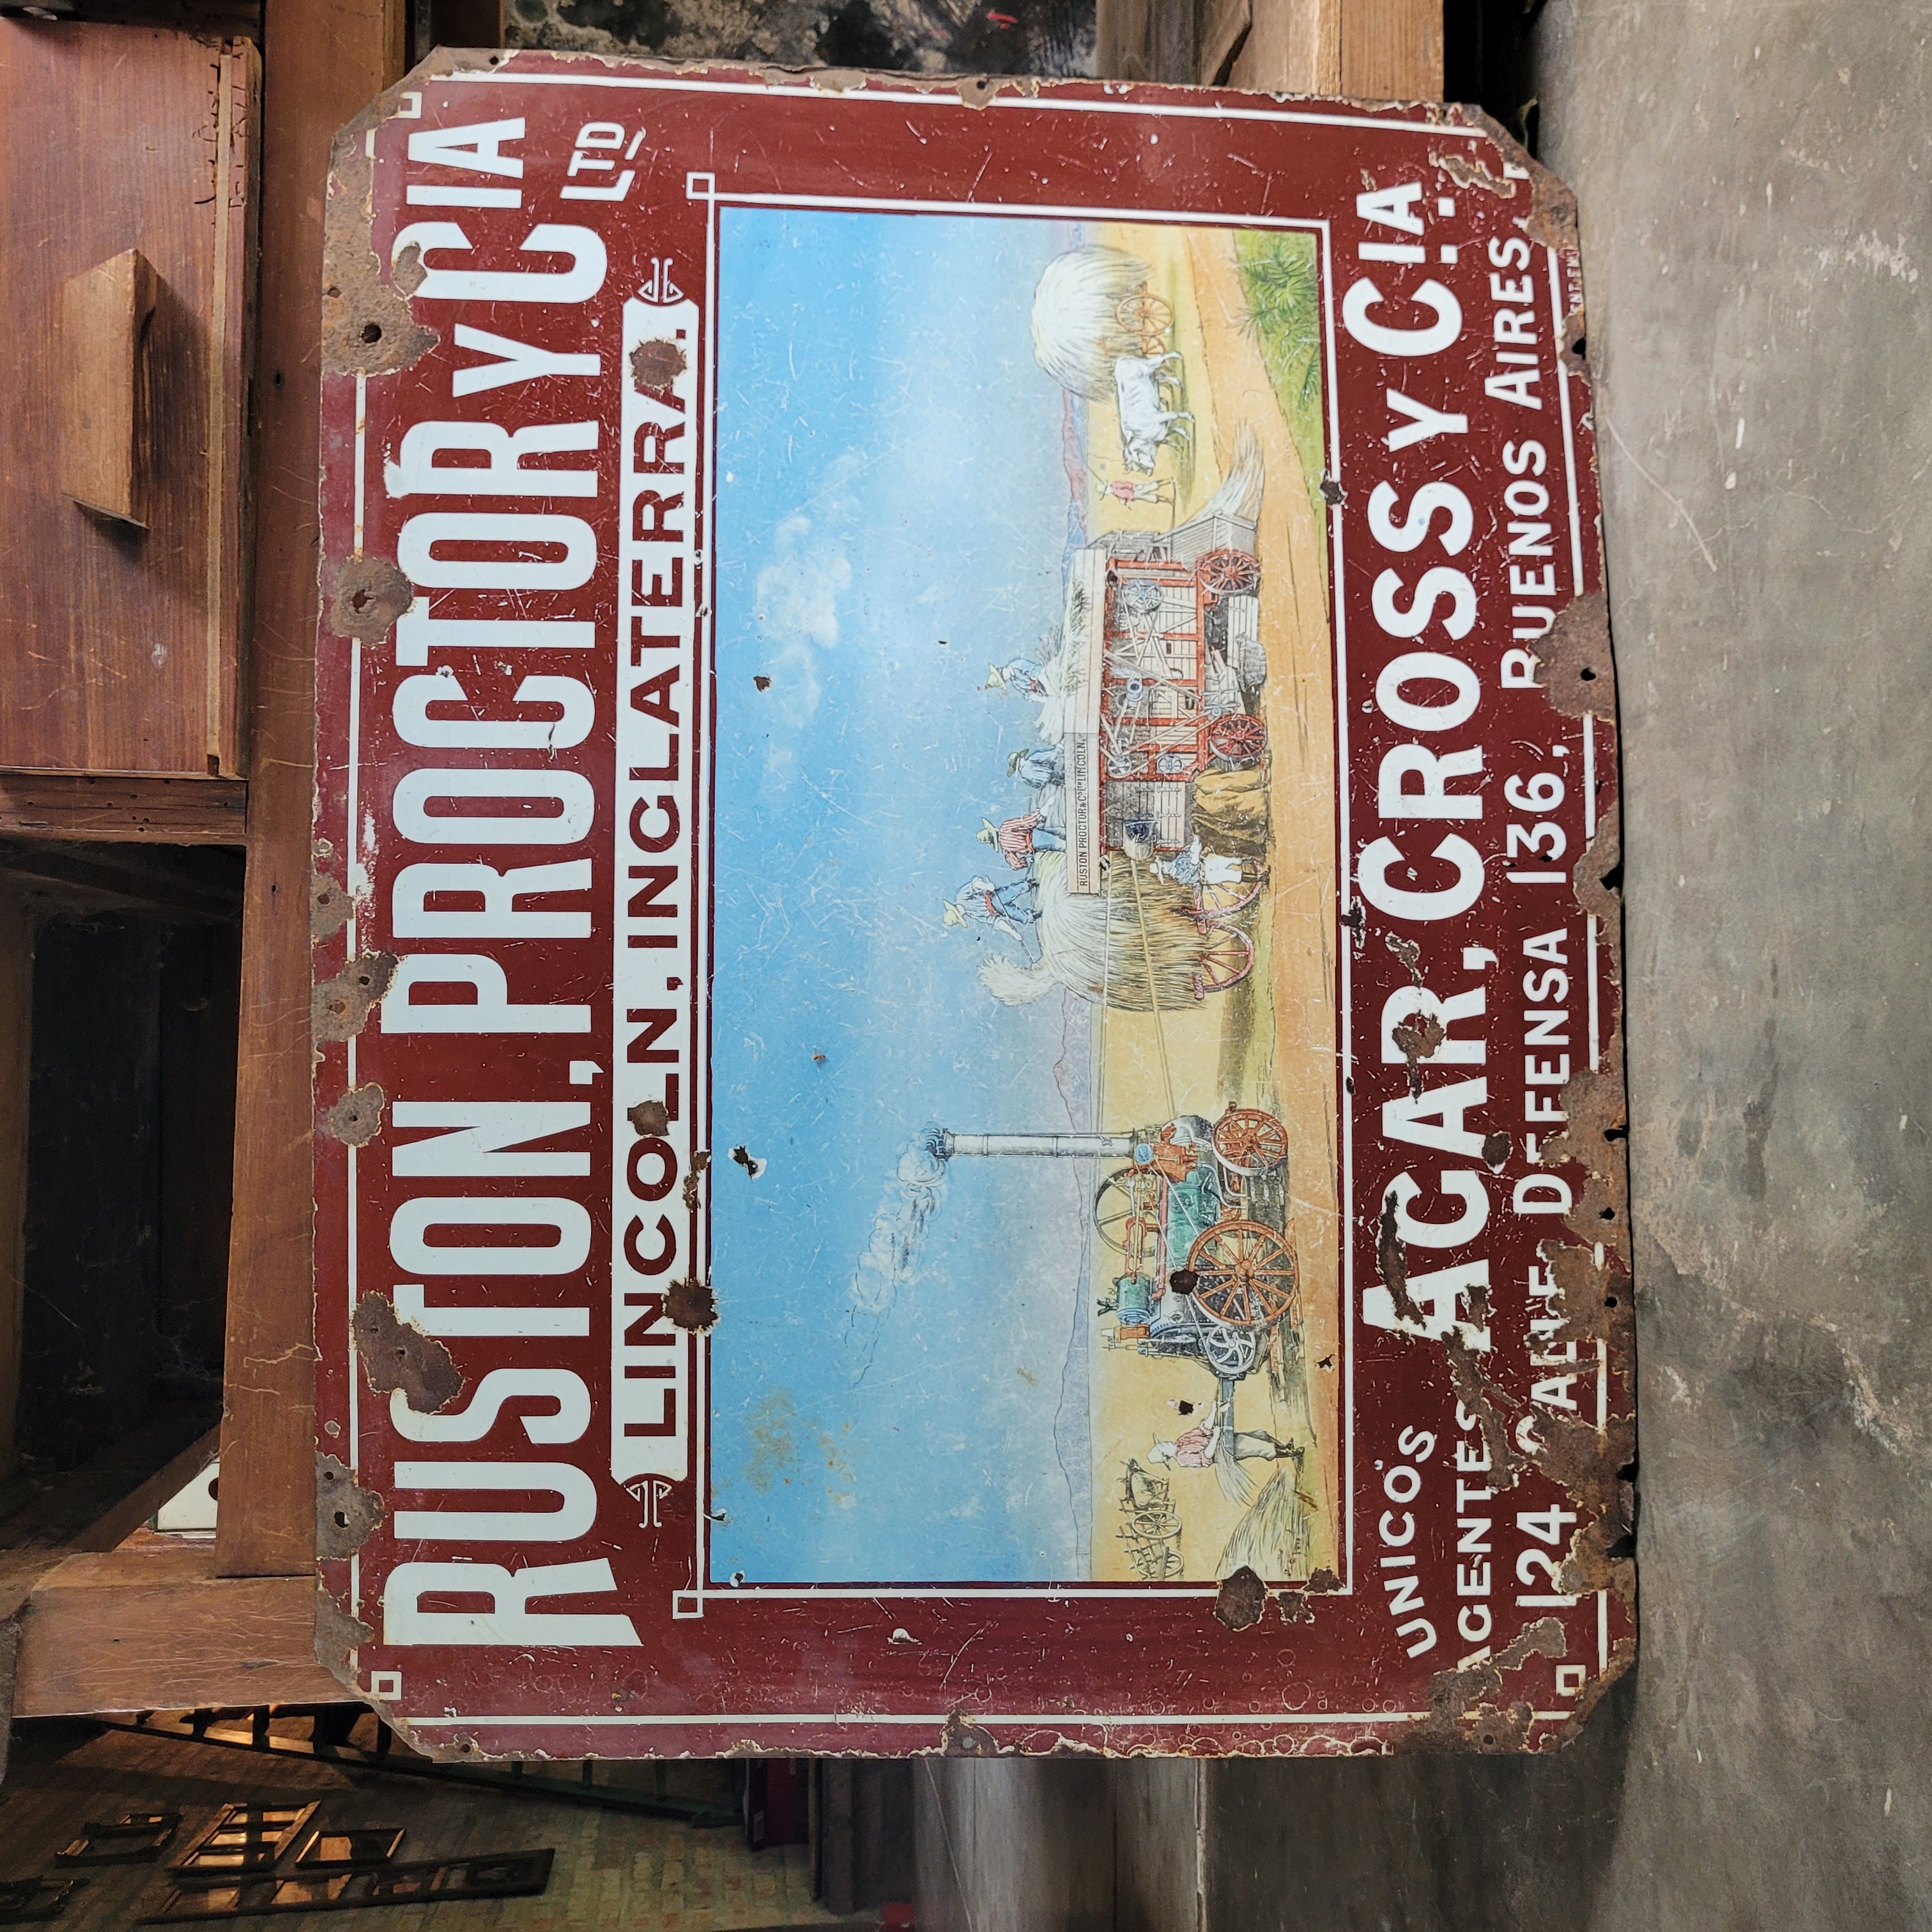 RUSTON, PROCTOR Y CIA LTD,
LINCOLN, INGLATERRA.
RUSTON PROCTOR & Cº Lᴰ LINCOLN.
UNICOS
AGENTES
AGAR, CROSS Y CIA.
124 CALLE DEFENSA 136, BUENOS AIRES,